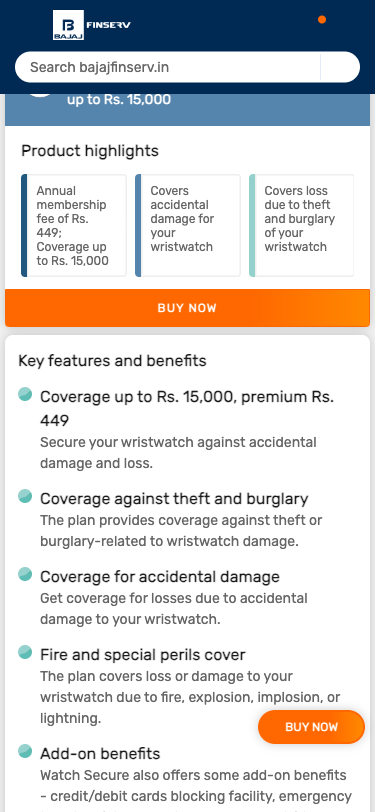 B
BAJAJ
FINSERV
Search bajajfinserv.in
up to Rs. 15,000
Product highlights
Annual
membership
fee of Rs.
449;
Coverage up
to Rs. 15,000
Covers
accidental
damage for
your
wristwatch
Covers loss
due to theft
and burglary
of your
wristwatch
BUY NOW
Key features and benefits
Coverage up to Rs. 15,000, premium Rs.
449
Secure your wristwatch against accidental
damage and loss.
Coverage against theft and burglary
The plan provides coverage against theft or
burglary-related to wristwatch damage.
Coverage for accidental damage
Get coverage for losses due to accidental
damage to your wristwatch.
Fire and special perils cover
The plan covers loss or damage to your
wristwatch due to fire, explosion, implosion, or
lightning.
BUY NOW
Add-on benefits
Watch Secure also offers some add-on benefits
- credit/debit cards blocking facility, emergency